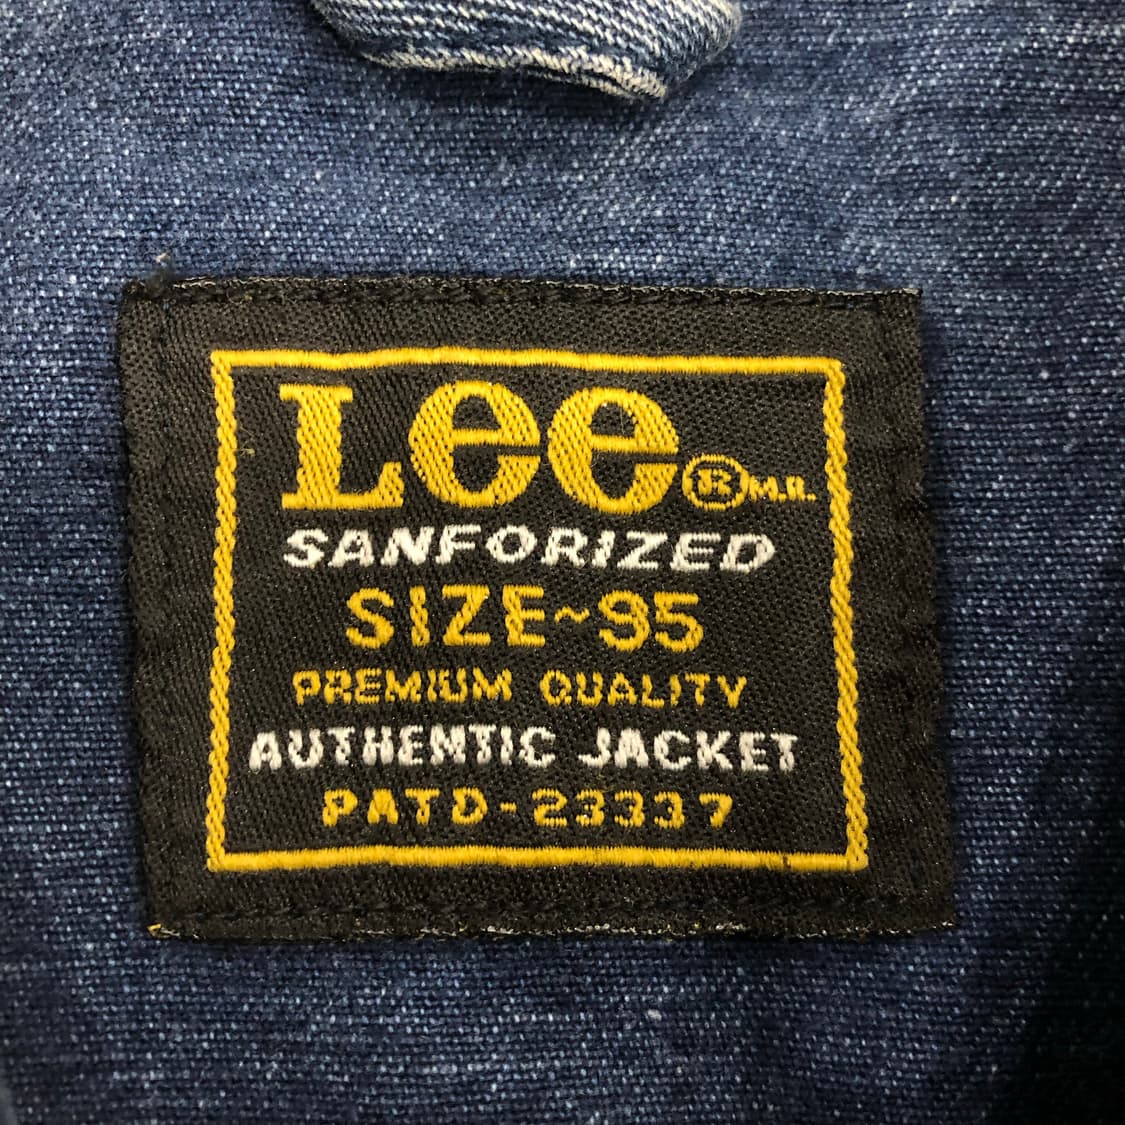 Lee ® M.R.
SANFORIZED
SIZE~95
PREMIUM QUALITY
AUTHENTIC JACKET
PATD-23337